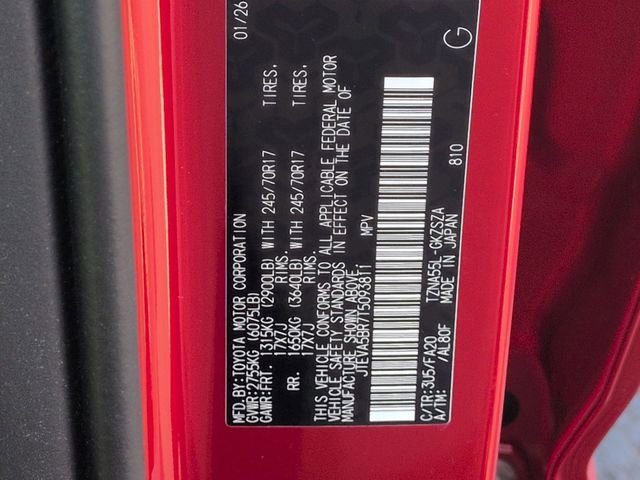 MFD.BY:TOYOTA MOTOR CORPORATION 01/26
GVWR:2755KG (6075LB)
GAWR:FRT. 1315KG (2900LB) WITH 245/70R17 TIRES,
17X7J RIMS.
RR. 1650KG (3640LB) WITH 245/70R17 TIRES,
17X7J RIMS.
THIS VEHICLE CONFORMS TO ALL APPLICABLE FEDERAL MOTOR
VEHICLE SAFETY STANDARDS IN EFFECT ON THE DATE OF
MANUFACTURE SHOWN ABOVE.
JTEVA5BR7T5093811 MPV
C/TR:3U5/FA20 TZNA55L-GKZSZA
A/TM: /AL80F MADE IN JAPAN 810
G